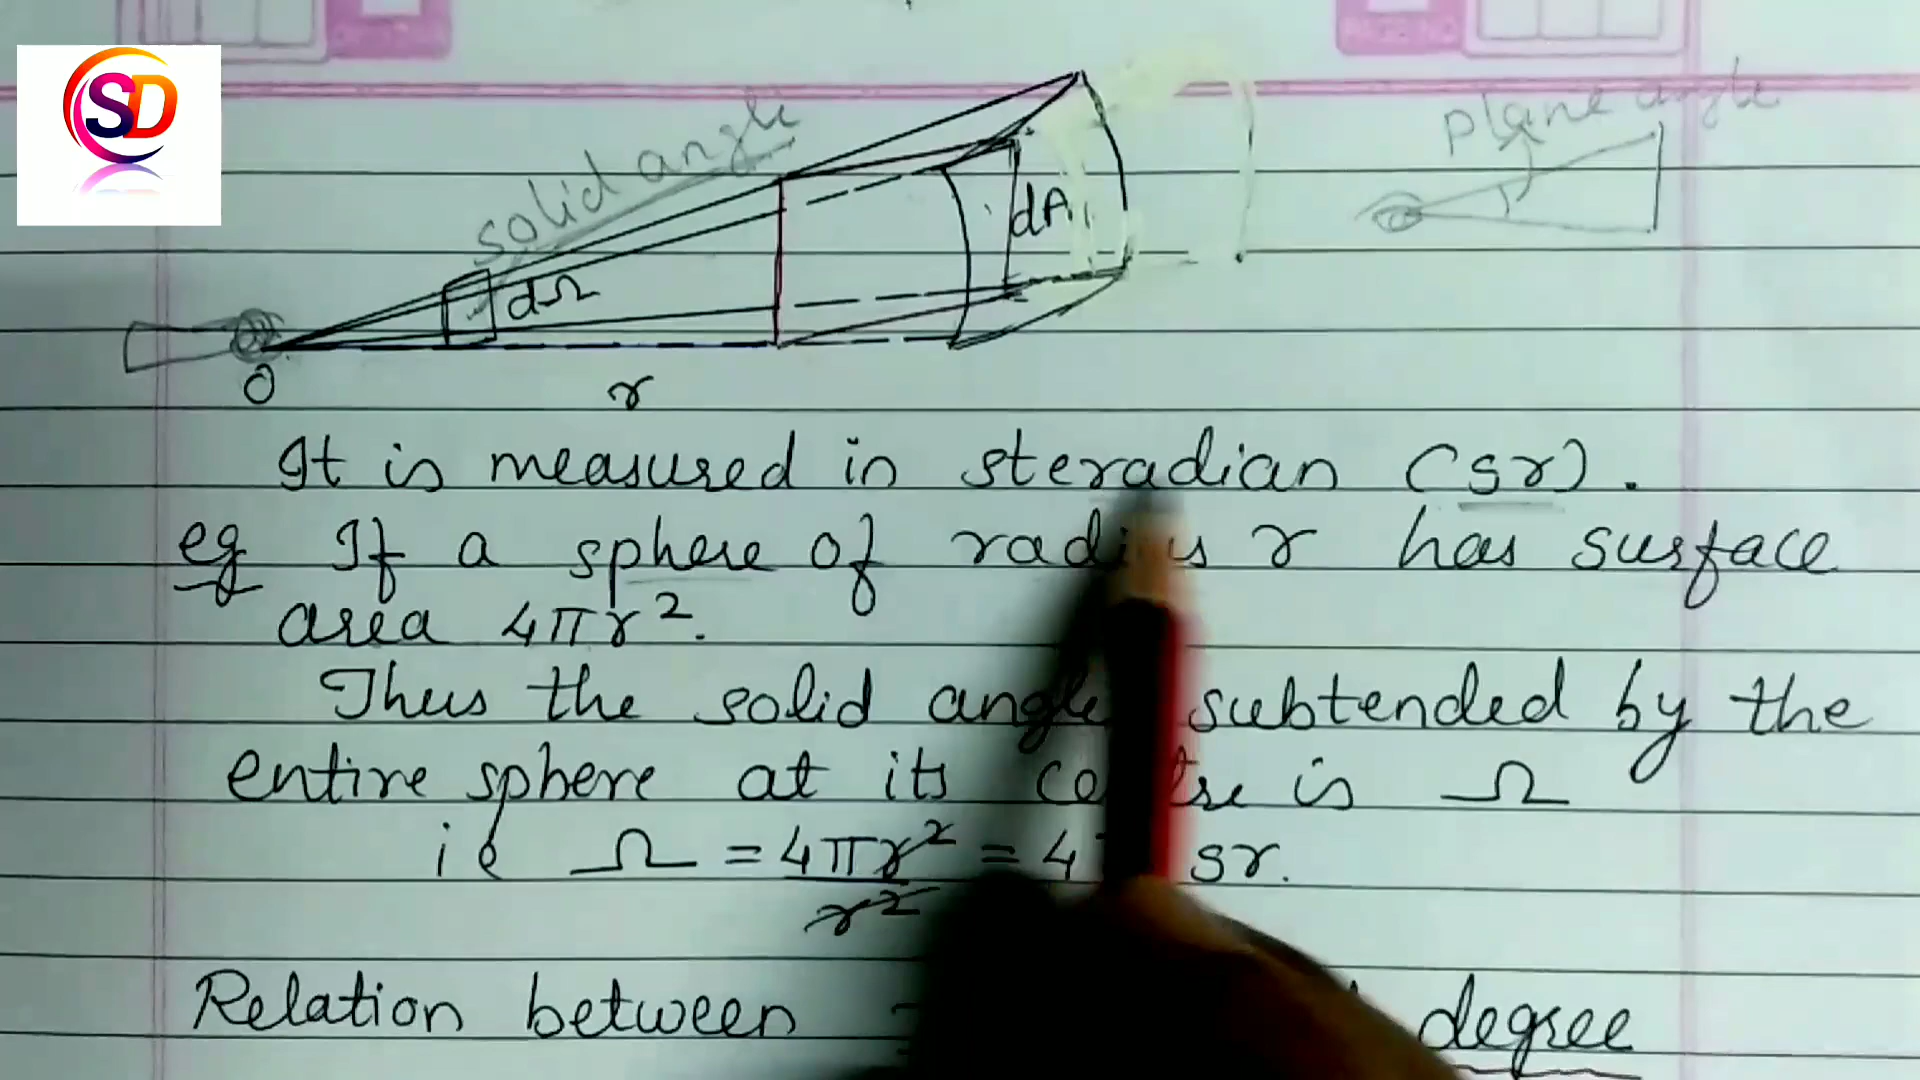 SD
solid angle
plane angle
dA
dΩ
O
r
It is measured in steradian (sr).
eg If a sphere of radius r has surface
area 4πr².
Thus the solid angle subtended by the
entire sphere at its centre is Ω
ie Ω = 4πr²/r² = 4π sr.
Relation between degree